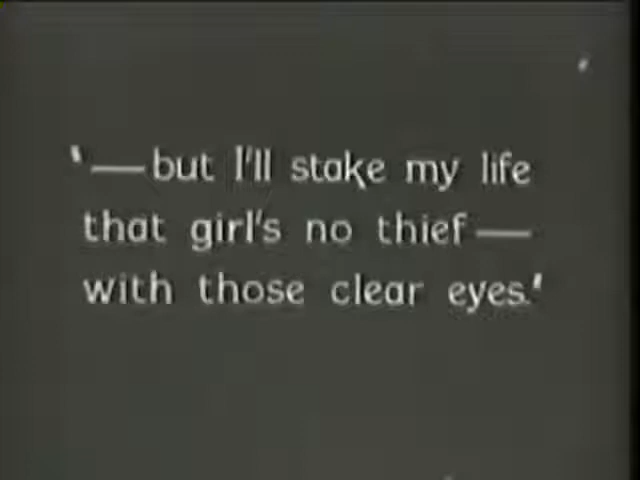 '—but I'll stake my life
that girl's no thief—
with those clear eyes.'